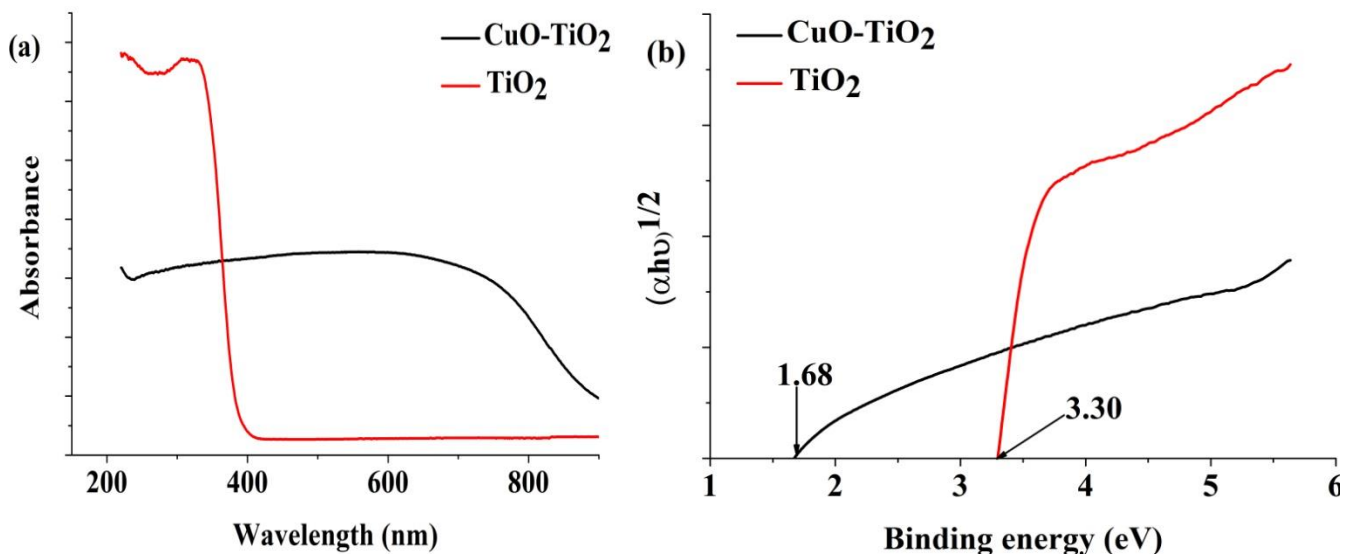 (a)
CuO-TiO₂
TiO₂
Absorbance
200 400 600 800
Wavelength (nm)
(b)
CuO-TiO₂
TiO₂
(αhυ)1/2
1.68
3.30
1 2 3 4 5 6
Binding energy (eV)